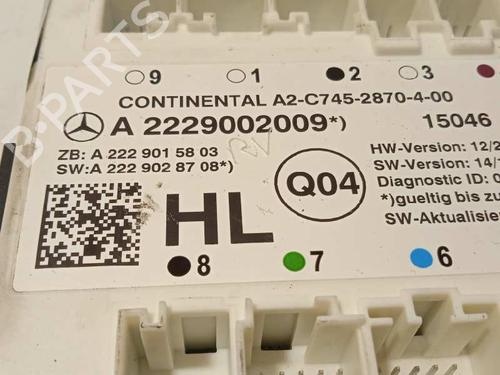 B-PARTS
9 1 2 3
CONTINENTAL A2-C745-2870-4-00
A 2229002009*) 15046
ZB: A 222 901 58 03
SW:A 222 902 87 08*)
HW-Version: 12/2
SW-Version: 14/1
Diagnostic ID: 0
*)gueltig bis zu
SW-Aktualisie
Q04
HL
8 7 6